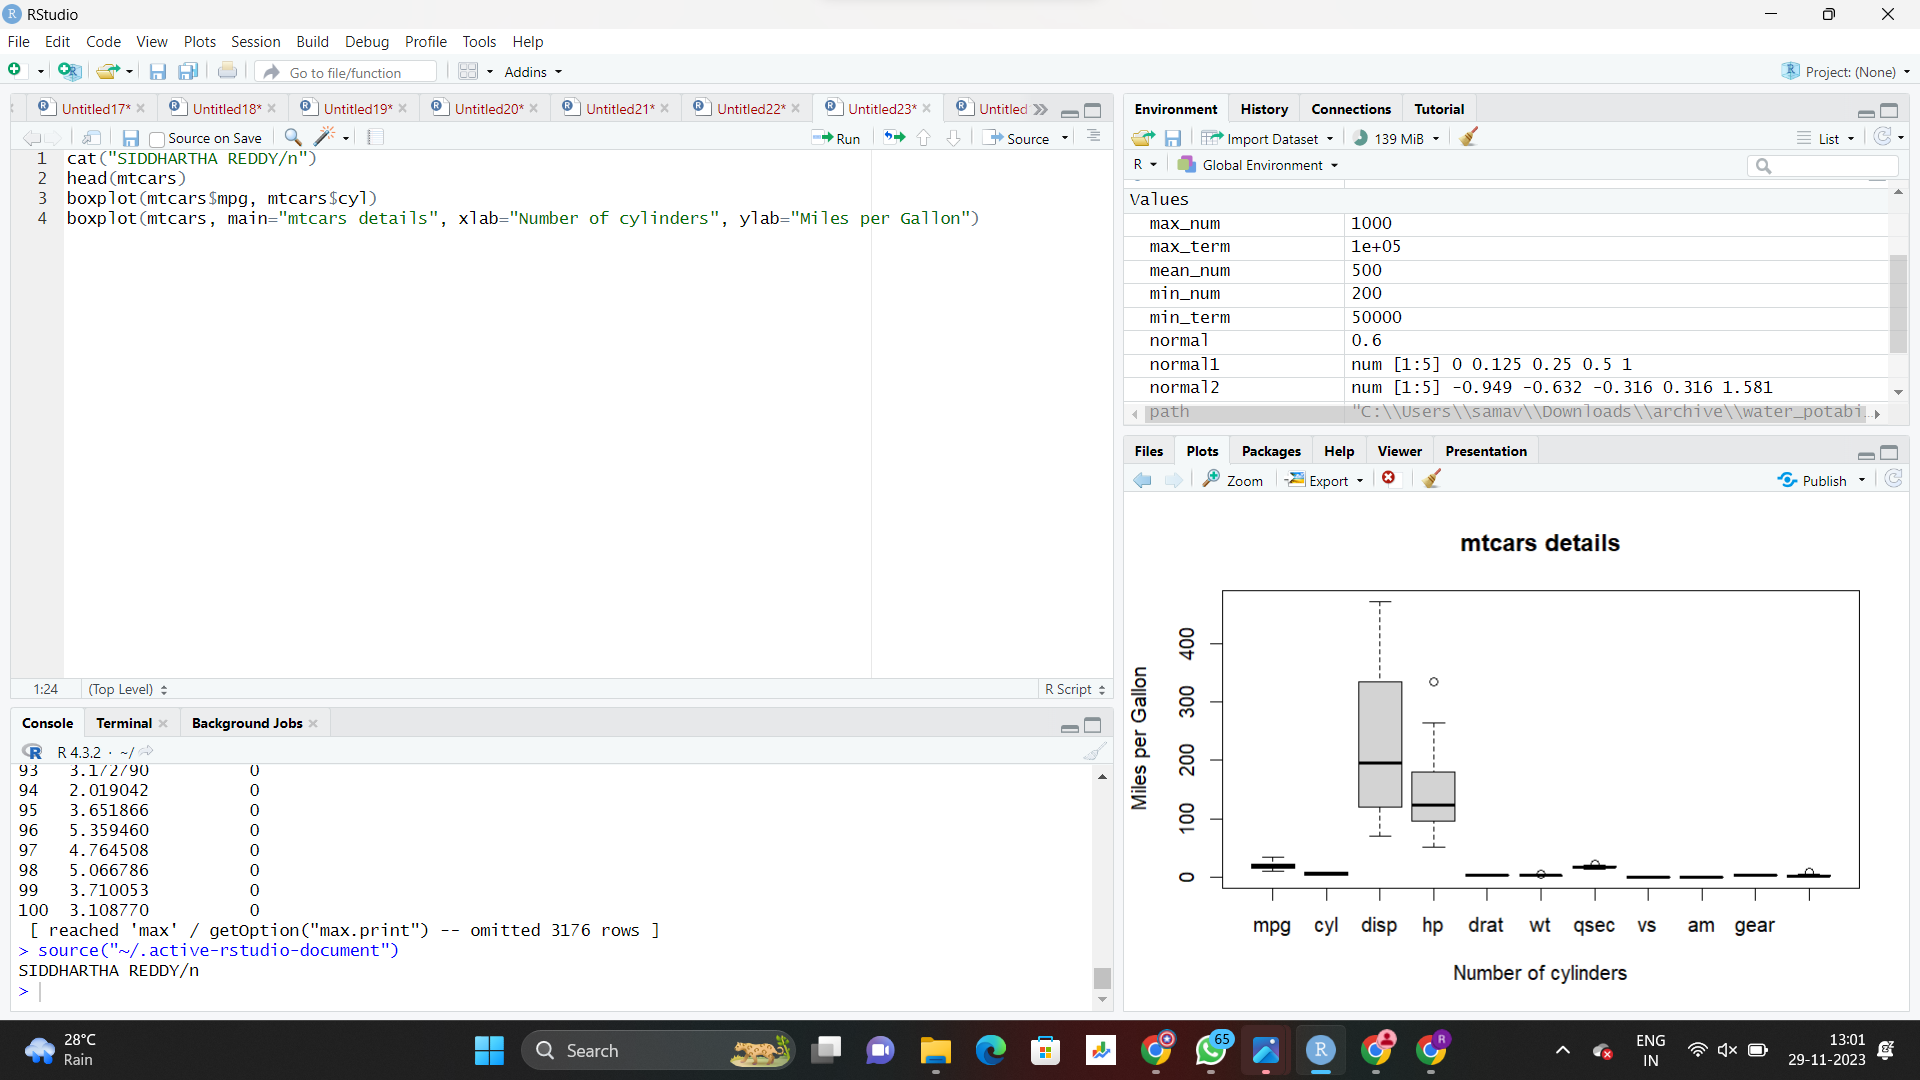 RStudio
File Edit Code View Plots Session Build Debug Profile Tools Help
Go to file/function Addins Project: (None)
Untitled17* Untitled18* Untitled19* Untitled20* Untitled21* Untitled22* Untitled23* Untitled
Source on Save Run Source
1 cat("SIDDHARTHA REDDY/n")
2 head(mtcars)
3 boxplot(mtcars$mpg, mtcars$cyl)
4 boxplot(mtcars, main="mtcars details", xlab="Number of cylinders", ylab="Miles per Gallon")
1:24 (Top Level) R Script
Console Terminal Background Jobs
R 4.3.2 · ~/
93 3.172790 0
94 2.019042 0
95 3.651866 0
96 5.359460 0
97 4.764508 0
98 5.066786 0
99 3.710053 0
100 3.108770 0
[ reached 'max' / getOption("max.print") -- omitted 3176 rows ]
> source("~/.active-rstudio-document")
SIDDHARTHA REDDY/n
>
Environment History Connections Tutorial
Import Dataset 139 MiB List
R Global Environment
Values
max_num 1000
max_term 1e+05
mean_num 500
min_num 200
min_term 50000
normal 0.6
normal1 num [1:5] 0 0.125 0.25 0.5 1
normal2 num [1:5] -0.949 -0.632 -0.316 0.316 1.581
path "C:\\Users\\samav\\Downloads\\archive\\water_potabi…
Files Plots Packages Help Viewer Presentation
Zoom Export Publish
mtcars details
Miles per Gallon
400
300
200
100
0
mpg cyl disp hp drat wt qsec vs am gear
Number of cylinders
28°C
Rain
Search
65
R
ENG
IN
13:01
29-11-2023